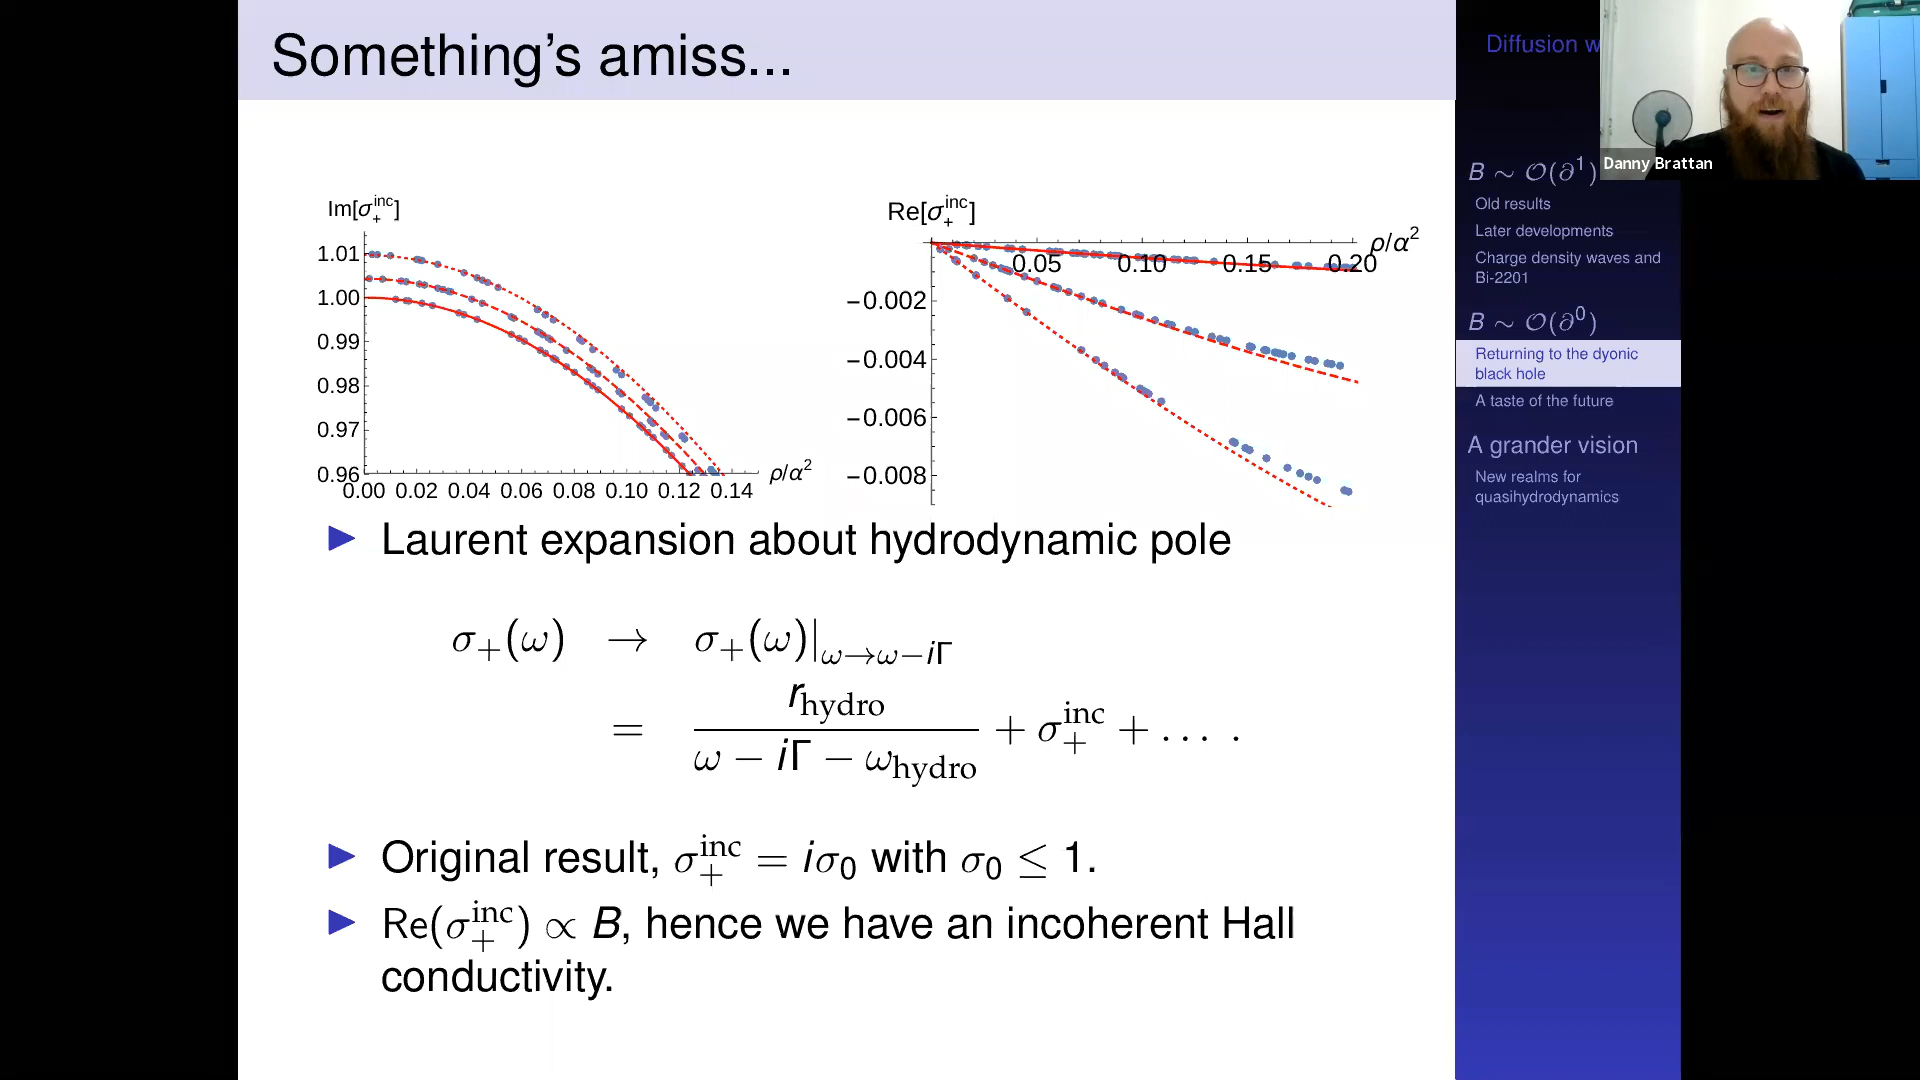 Something's amiss...
Im[σ₊^inc]
1.01
1.00
0.99
0.98
0.97
0.96
0.00 0.02 0.04 0.06 0.08 0.10 0.12 0.14
ρ/α²
Re[σ₊^inc]
ρ/α²
0.05 0.10 0.15 0.20
−0.002
−0.004
−0.006
−0.008
Laurent expansion about hydrodynamic pole
σ₊(ω) → σ₊(ω)|_{ω→ω−iΓ}
= r_hydro / (ω − iΓ − ω_hydro) + σ₊^inc + … .
Original result, σ₊^inc = iσ₀ with σ₀ ≤ 1.
Re(σ₊^inc) ∝ B, hence we have an incoherent Hall
conductivity.
Diffusion w
Danny Brattan
B ∼ O(∂¹)
Old results
Later developments
Charge density waves and
Bi-2201
B ∼ O(∂⁰)
Returning to the dyonic
black hole
A taste of the future
A grander vision
New realms for
quasihydrodynamics